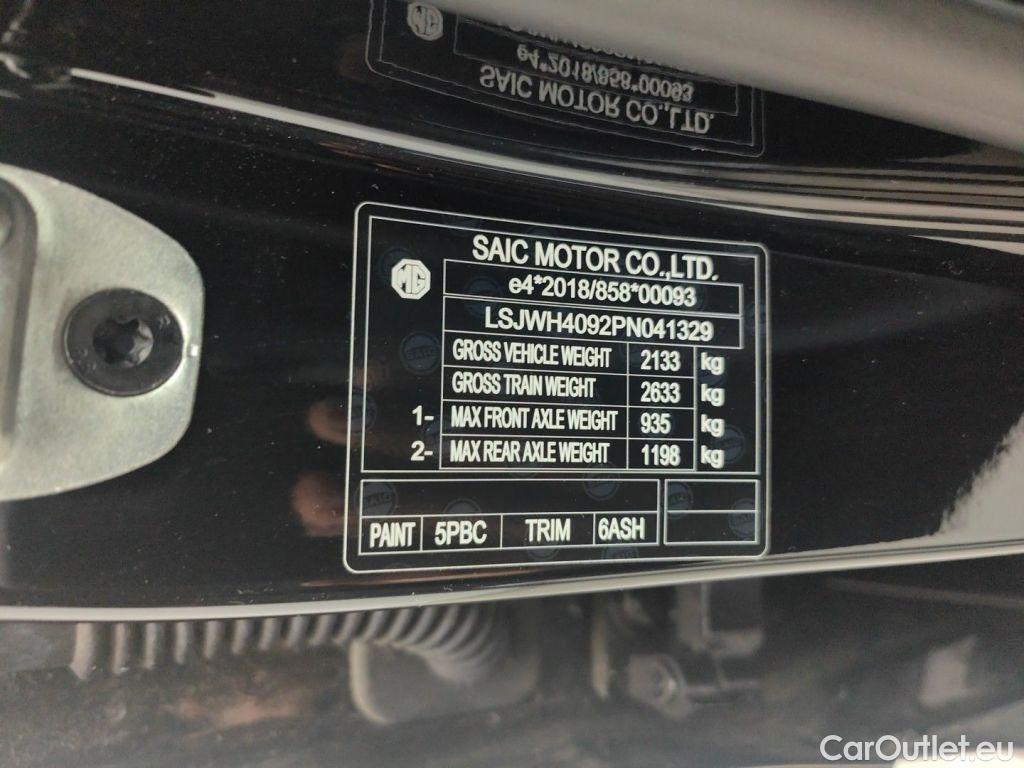 SAIC MOTOR CO.,LTD.
e4*2018/858*00093
MG
SAIC MOTOR CO.,LTD.
e4*2018/858*00093
LSJWH4092PN041329
GROSS VEHICLE WEIGHT 2133 kg
GROSS TRAIN WEIGHT 2633 kg
1- MAX FRONT AXLE WEIGHT 935 kg
2- MAX REAR AXLE WEIGHT 1198 kg
PAINT 5PBC TRIM 6ASH
CarOutlet.eu